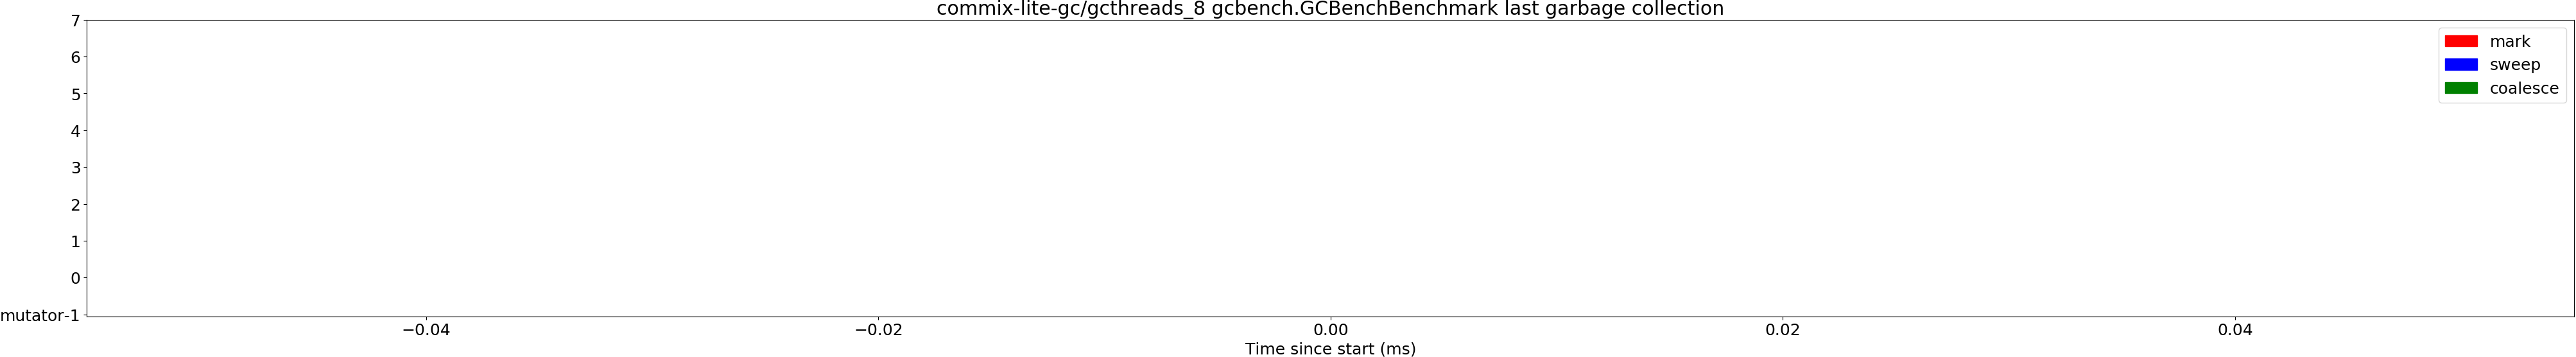 commix-lite-gc/gcthreads_8 gcbench.GCBenchBenchmark last garbage collection
7
6
5
4
3
2
1
0
mutator-1
mark
sweep
coalesce
−0.04 −0.02 0.00 0.02 0.04
Time since start (ms)